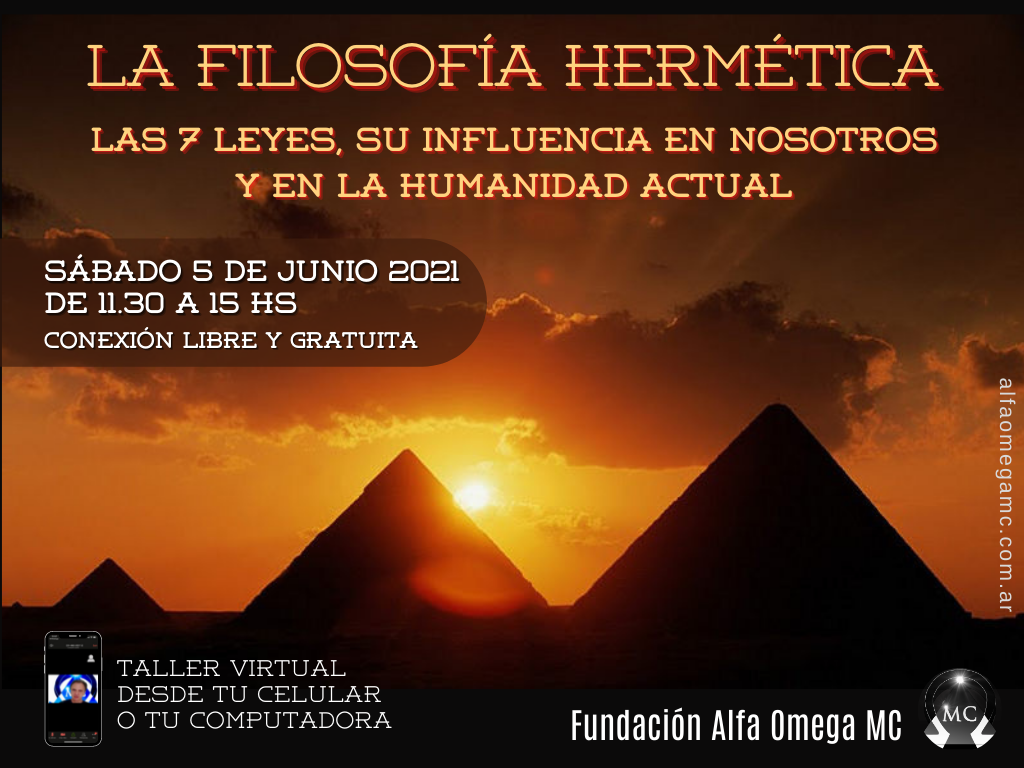 LA FILOSOFÍA HERMÉTICA
LAS 7 LEYES, SU INFLUENCIA EN NOSOTROS
Y EN LA HUMANIDAD ACTUAL
SÁBADO 5 DE JUNIO 2021
DE 11.30 A 15 HS
CONEXIÓN LIBRE Y GRATUITA
alfaomegamc.com.ar
TALLER VIRTUAL
DESDE TU CELULAR
O TU COMPUTADORA
Fundación Alfa Omega MC
MC